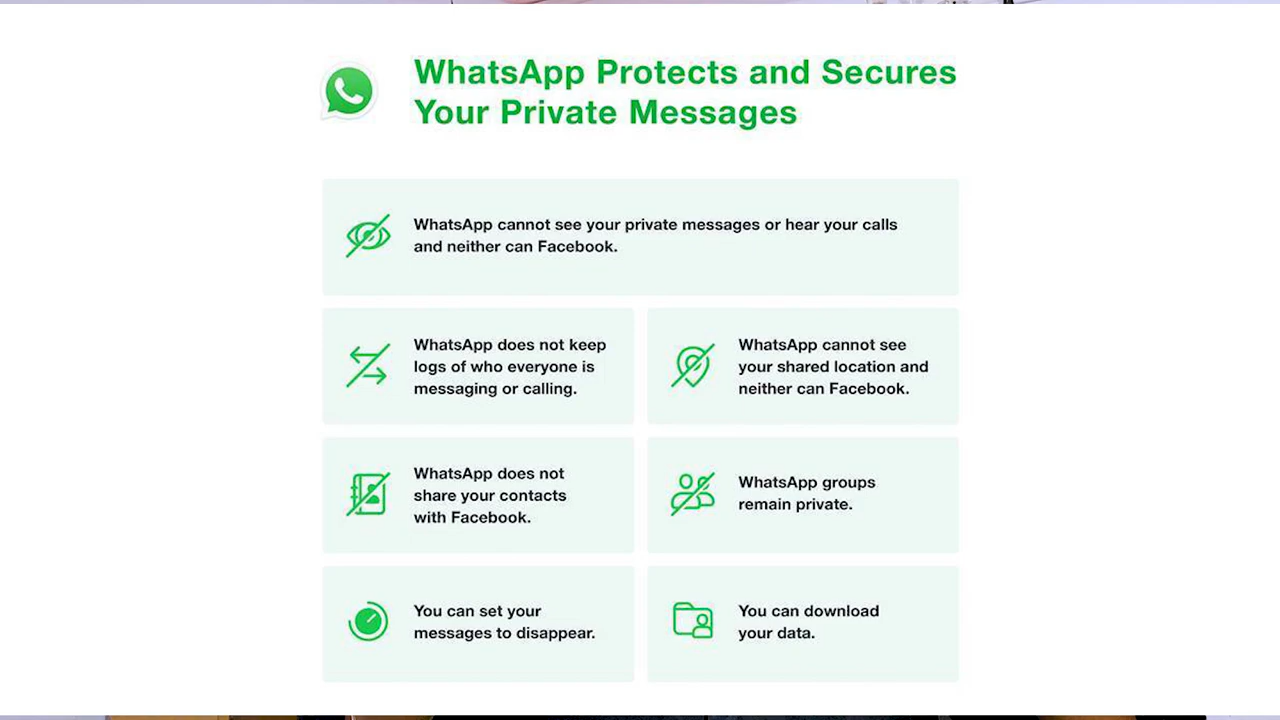 WhatsApp Protects and Secures
Your Private Messages
WhatsApp cannot see your private messages or hear your calls
and neither can Facebook.
WhatsApp does not keep
logs of who everyone is
messaging or calling.
WhatsApp cannot see
your shared location and
neither can Facebook.
WhatsApp does not
share your contacts
with Facebook.
WhatsApp groups
remain private.
You can set your
messages to disappear.
You can download
your data.